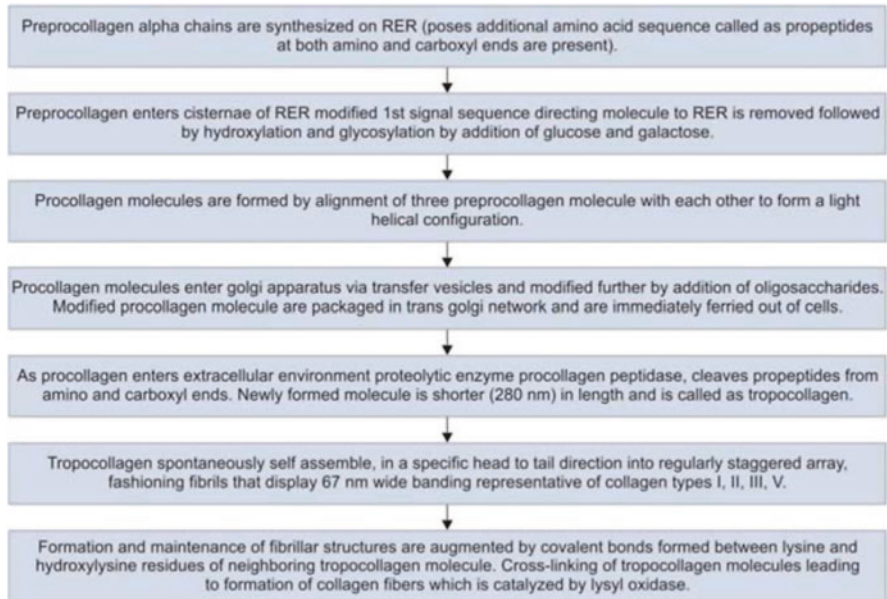 Preprocollagen alpha chains are synthesized on RER (poses additional amino acid sequence called as propeptides
at both amino and carboxyl ends are present).
Preprocollagen enters cisternae of RER modified 1st signal sequence directing molecule to RER is removed followed
by hydroxylation and glycosylation by addition of glucose and galactose.
Procollagen molecules are formed by alignment of three preprocollagen molecule with each other to form a light
helical configuration.
Procollagen molecules enter golgi apparatus via transfer vesicles and modified further by addition of oligosaccharides.
Modified procollagen molecule are packaged in trans golgi network and are immediately ferried out of cells.
As procollagen enters extracellular environment proteolytic enzyme procollagen peptidase, cleaves propeptides from
amino and carboxyl ends. Newly formed molecule is shorter (280 nm) in length and is called as tropocollagen.
Tropocollagen spontaneously self assemble, in a specific head to tail direction into regularly staggered array,
fashioning fibrils that display 67 nm wide banding representative of collagen types I, II, III, V.
Formation and maintenance of fibrillar structures are augmented by covalent bonds formed between lysine and
hydroxylysine residues of neighboring tropocollagen molecule. Cross-linking of tropocollagen molecules leading
to formation of collagen fibers which is catalyzed by lysyl oxidase.